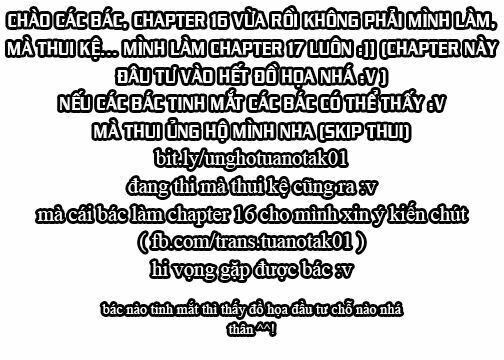 CHÀO CÁC BÁC, CHAPTER 16 VỪA RỒI KHÔNG PHẢI MÌNH LÀM,
MÀ THUI KỆ... MÌNH LÀM CHAPTER 17 LUÔN :]] (CHAPTER NÀY
ĐẦU TƯ VÀO HẾT ĐỒ HỌA NHÁ :V )
NẾU CÁC BÁC TINH MẮT CÁC BÁC CÓ THỂ THẤY :V
MÀ THUI ỦNG HỘ MÌNH NHA (SKIP THUI)
bit.ly/unghotuanotak01
đang thi mà thui kệ cũng ra :v
mà cái bác làm chapter 16 cho mình xin ý kiến chút
( fb.com/trans.tuanotak01 )
hi vọng gặp được bác :v
bác nào tinh mắt thì thấy đồ họa đầu tư chỗ nào nhá
thân ^^!